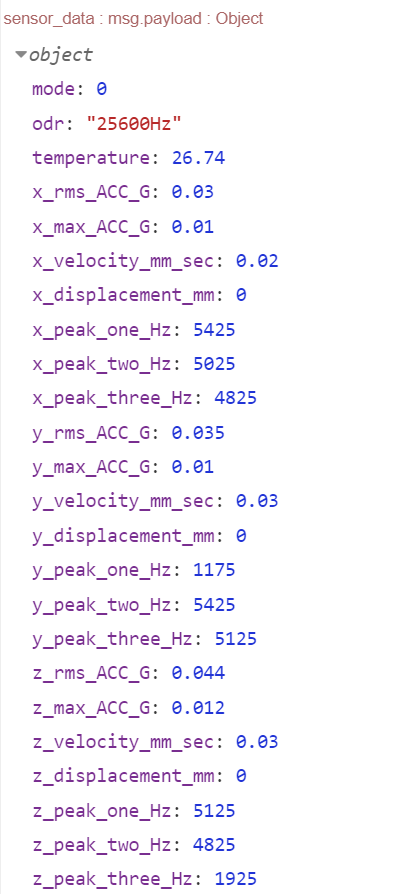 sensor_data : msg.payload : Object
object
mode: 0
odr: "25600Hz"
temperature: 26.74
x_rms_ACC_G: 0.03
x_max_ACC_G: 0.01
x_velocity_mm_sec: 0.02
x_displacement_mm: 0
x_peak_one_Hz: 5425
x_peak_two_Hz: 5025
x_peak_three_Hz: 4825
y_rms_ACC_G: 0.035
y_max_ACC_G: 0.01
y_velocity_mm_sec: 0.03
y_displacement_mm: 0
y_peak_one_Hz: 1175
y_peak_two_Hz: 5425
y_peak_three_Hz: 5125
z_rms_ACC_G: 0.044
z_max_ACC_G: 0.012
z_velocity_mm_sec: 0.03
z_displacement_mm: 0
z_peak_one_Hz: 5125
z_peak_two_Hz: 4825
z_peak_three_Hz: 1925